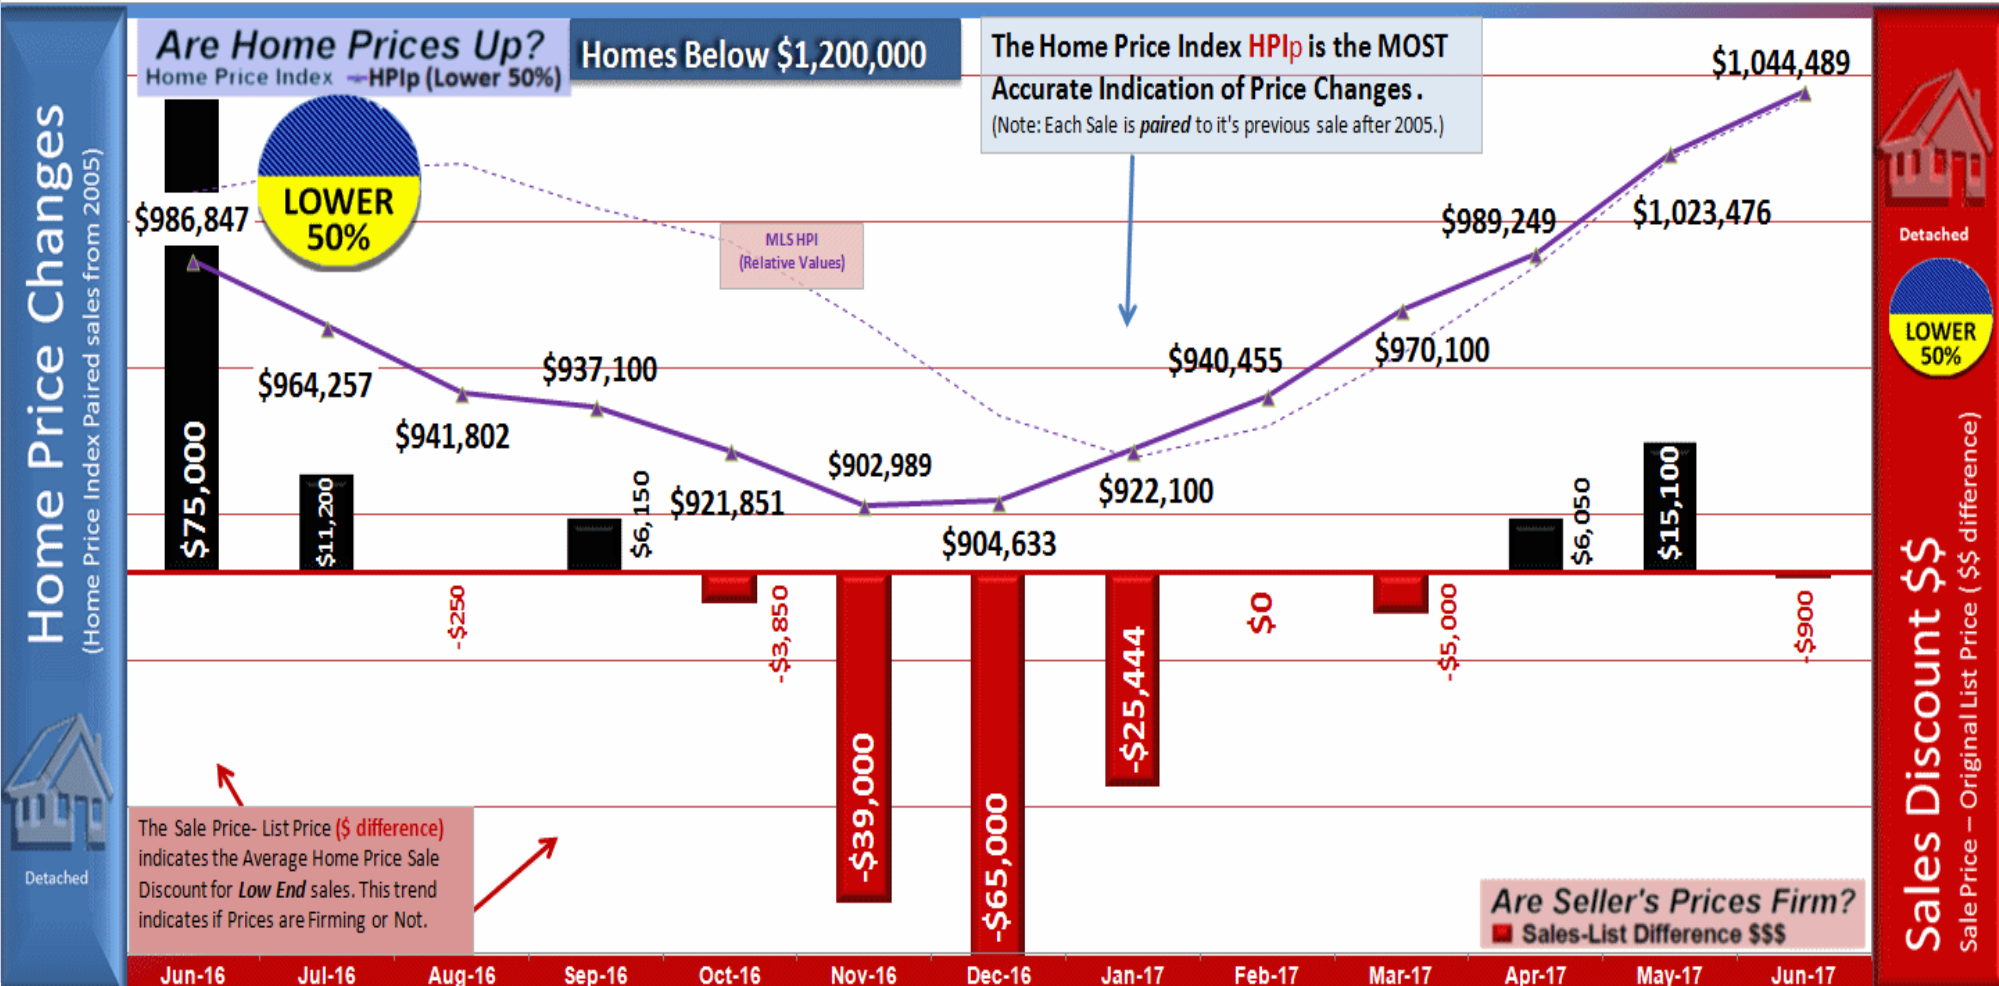 Home Price Changes
(Home Price Index Paired sales from 2005)
Detached
Are Home Prices Up?
Home Price Index HPIp (Lower 50%)
Homes Below $1,200,000
The Home Price Index HPIp is the MOST
Accurate Indication of Price Changes .
(Note: Each Sale is paired to it's previous sale after 2005.)
LOWER
50%
MLS HPI
(Relative Values)
$986,847
$964,257
$941,802
$937,100
$921,851
$902,989
$904,633
$922,100
$940,455
$970,100
$989,249
$1,023,476
$1,044,489
$75,000
$11,200
-$250
$6,150
-$3,850
-$39,000
-$65,000
-$25,444
$0
-$5,000
$6,050
$15,100
-$900
The Sale Price- List Price ($ difference)
indicates the Average Home Price Sale
Discount for Low End sales. This trend
indicates if Prices are Firming or Not.
Are Seller's Prices Firm?
Sales-List Difference $$$
Jun-16 Jul-16 Aug-16 Sep-16 Oct-16 Nov-16 Dec-16 Jan-17 Feb-17 Mar-17 Apr-17 May-17 Jun-17
Detached
LOWER
50%
Sales Discount $$
Sale Price – Original List Price ( $$ difference)